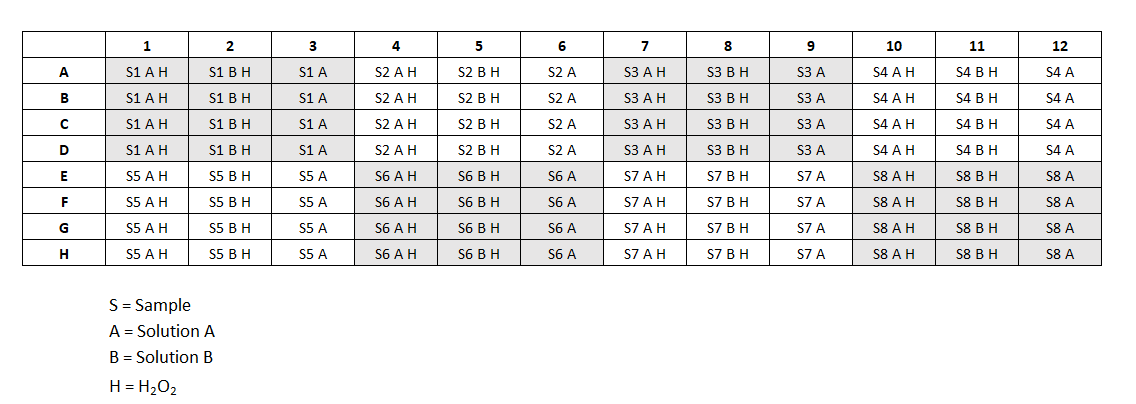 1 2 3 4 5 6 7 8 9 10 11 12
A S1 A H S1 B H S1 A S2 A H S2 B H S2 A S3 A H S3 B H S3 A S4 A H S4 B H S4 A
B S1 A H S1 B H S1 A S2 A H S2 B H S2 A S3 A H S3 B H S3 A S4 A H S4 B H S4 A
C S1 A H S1 B H S1 A S2 A H S2 B H S2 A S3 A H S3 B H S3 A S4 A H S4 B H S4 A
D S1 A H S1 B H S1 A S2 A H S2 B H S2 A S3 A H S3 B H S3 A S4 A H S4 B H S4 A
E S5 A H S5 B H S5 A S6 A H S6 B H S6 A S7 A H S7 B H S7 A S8 A H S8 B H S8 A
F S5 A H S5 B H S5 A S6 A H S6 B H S6 A S7 A H S7 B H S7 A S8 A H S8 B H S8 A
G S5 A H S5 B H S5 A S6 A H S6 B H S6 A S7 A H S7 B H S7 A S8 A H S8 B H S8 A
H S5 A H S5 B H S5 A S6 A H S6 B H S6 A S7 A H S7 B H S7 A S8 A H S8 B H S8 A
S = Sample
A = Solution A
B = Solution B
H = H₂O₂